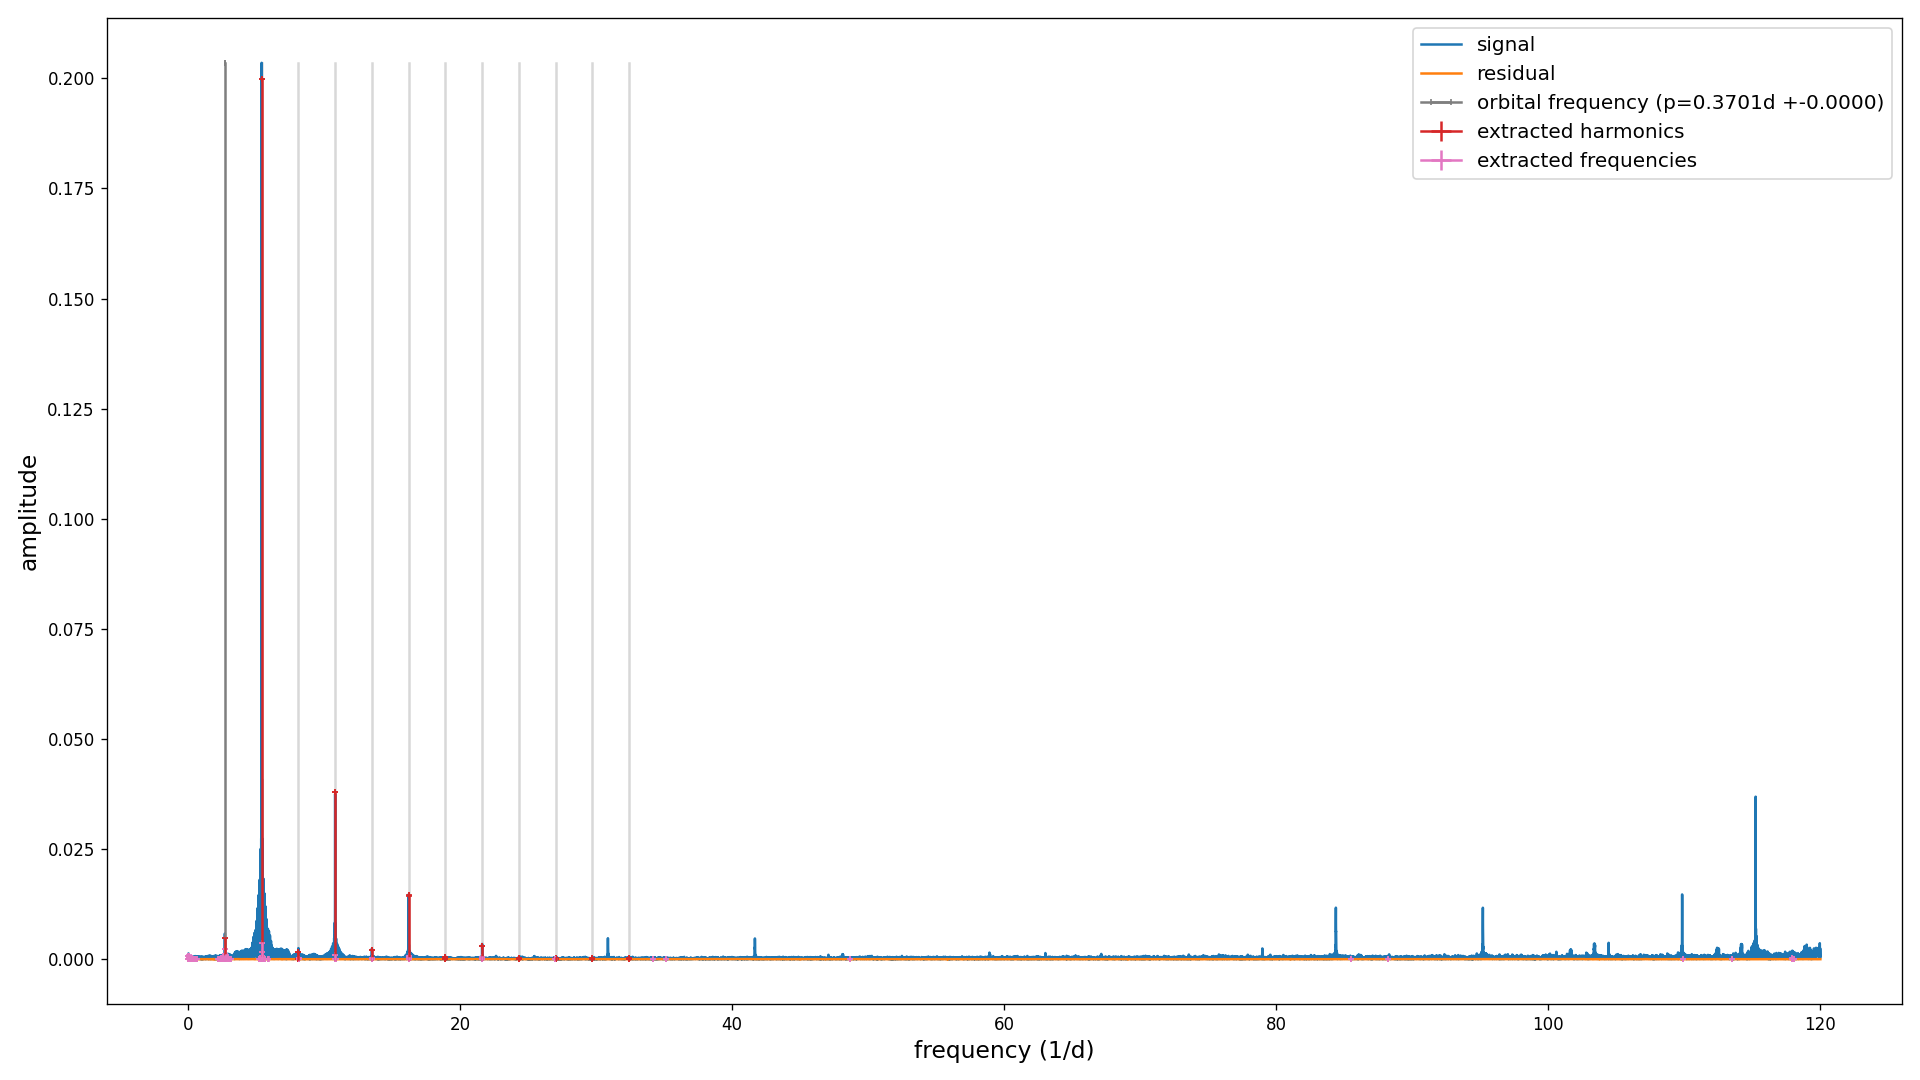 signal
residual
orbital frequency (p=0.3701d +-0.0000)
extracted harmonics
extracted frequencies
0.200
0.175
0.150
0.125
0.100
0.075
0.050
0.025
0.000
amplitude
0 20 40 60 80 100 120
frequency (1/d)